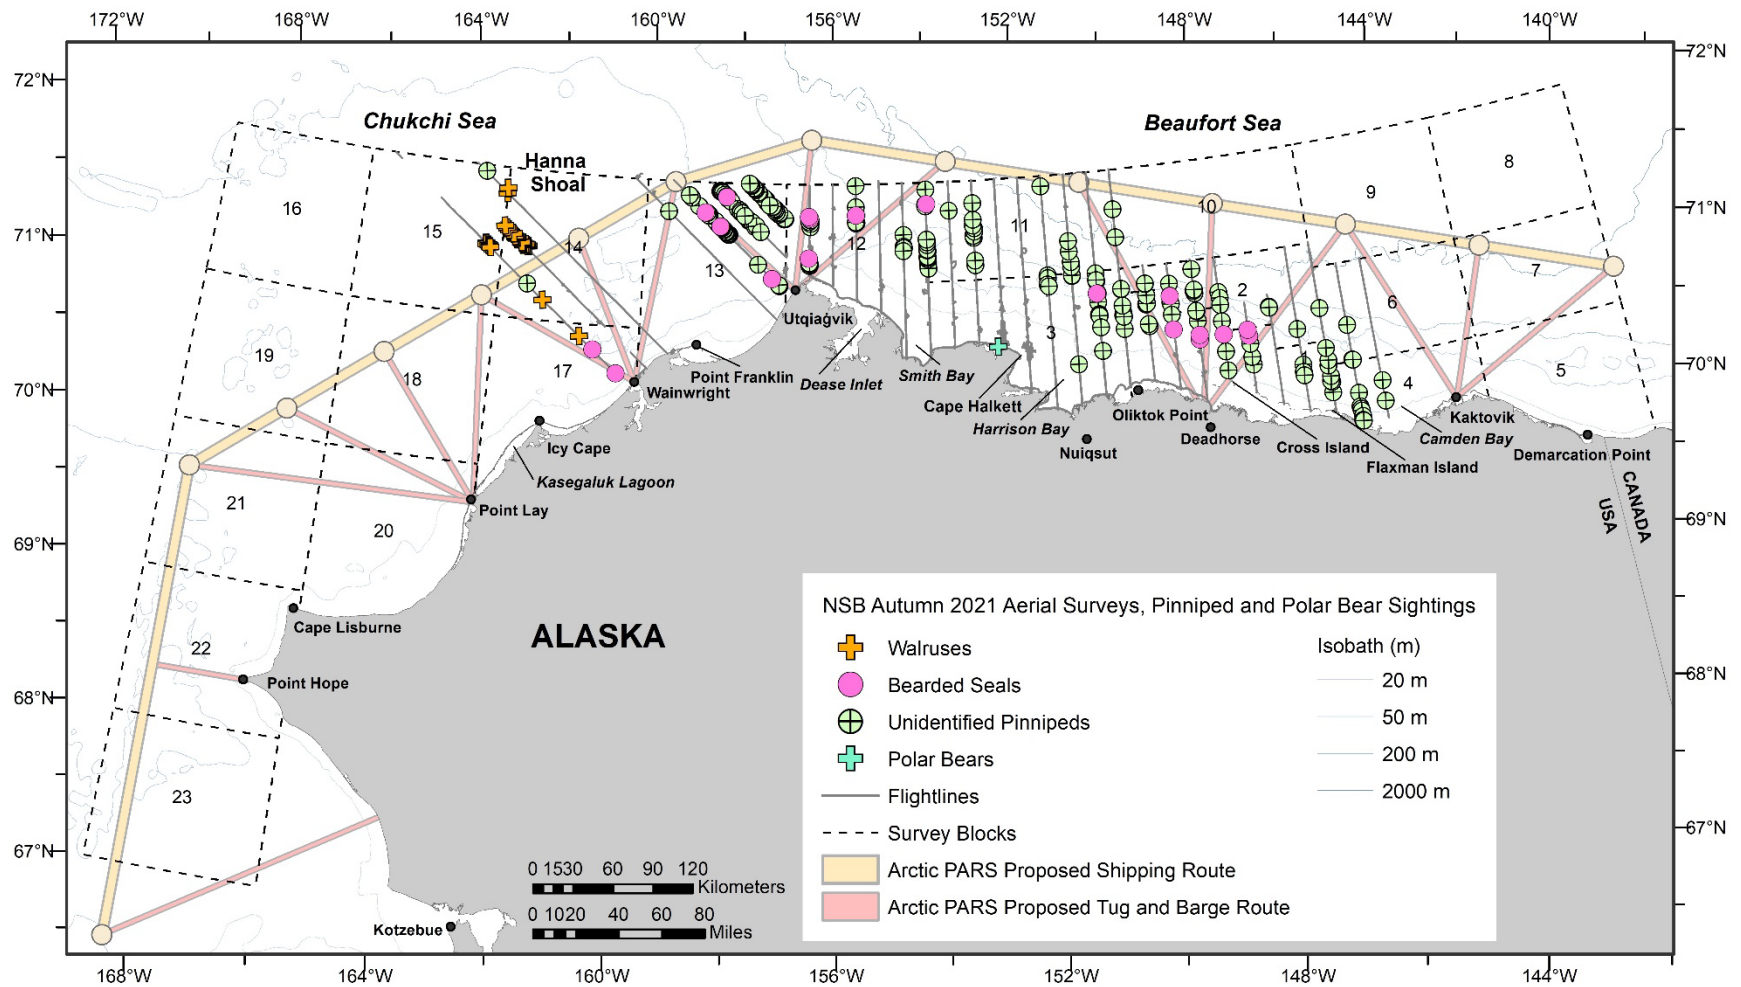 172°W 168°W 164°W 160°W 156°W 152°W 148°W 144°W 140°W
72°N
72°N
Chukchi Sea
Beaufort Sea
Hanna
Shoal
8
9
16
10
71°N
71°N
15
11
14
12
13
7
2
6
Utqiaġvik
3
19
1
70°N
70°N
18
17
Point Franklin
Dease Inlet
Smith Bay
4
5
Wainwright
Cape Halkett
Oliktok Point
Kaktovik
Harrison Bay
Deadhorse
Camden Bay
Icy Cape
Nuiqsut
Cross Island
Demarcation Point
Flaxman Island
Kasegaluk Lagoon
21
Point Lay
CANADA
USA
20
69°N
69°N
Cape Lisburne
ALASKA
22
Point Hope
68°N
68°N
23
67°N
67°N
Kotzebue
0 1530 60 90 120
Kilometers
0 1020 40 60 80
Miles
NSB Autumn 2021 Aerial Surveys, Pinniped and Polar Bear Sightings
Walruses
Bearded Seals
Unidentified Pinnipeds
Polar Bears
Flightlines
Survey Blocks
Arctic PARS Proposed Shipping Route
Arctic PARS Proposed Tug and Barge Route
Isobath (m)
20 m
50 m
200 m
2000 m
168°W 164°W 160°W 156°W 152°W 148°W 144°W